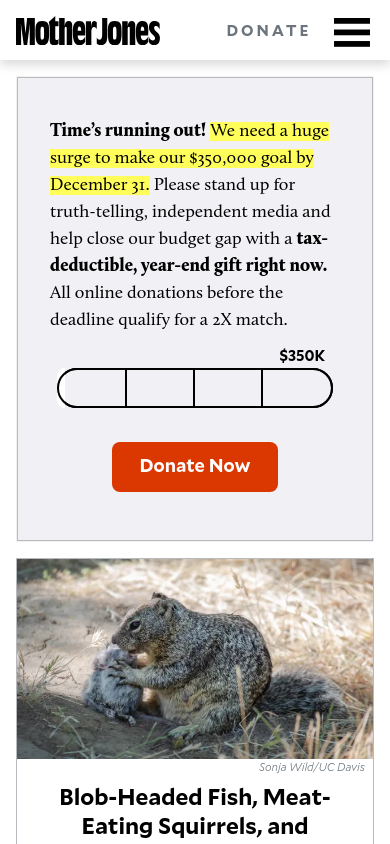 Mother Jones
DONATE
Time's running out! We need a huge
surge to make our $350,000 goal by
December 31. Please stand up for
truth-telling, independent media and
help close our budget gap with a tax-
deductible, year-end gift right now.
All online donations before the
deadline qualify for a 2X match.
$350K
Donate Now
Sonja Wild/UC Davis
Blob-Headed Fish, Meat-
Eating Squirrels, and